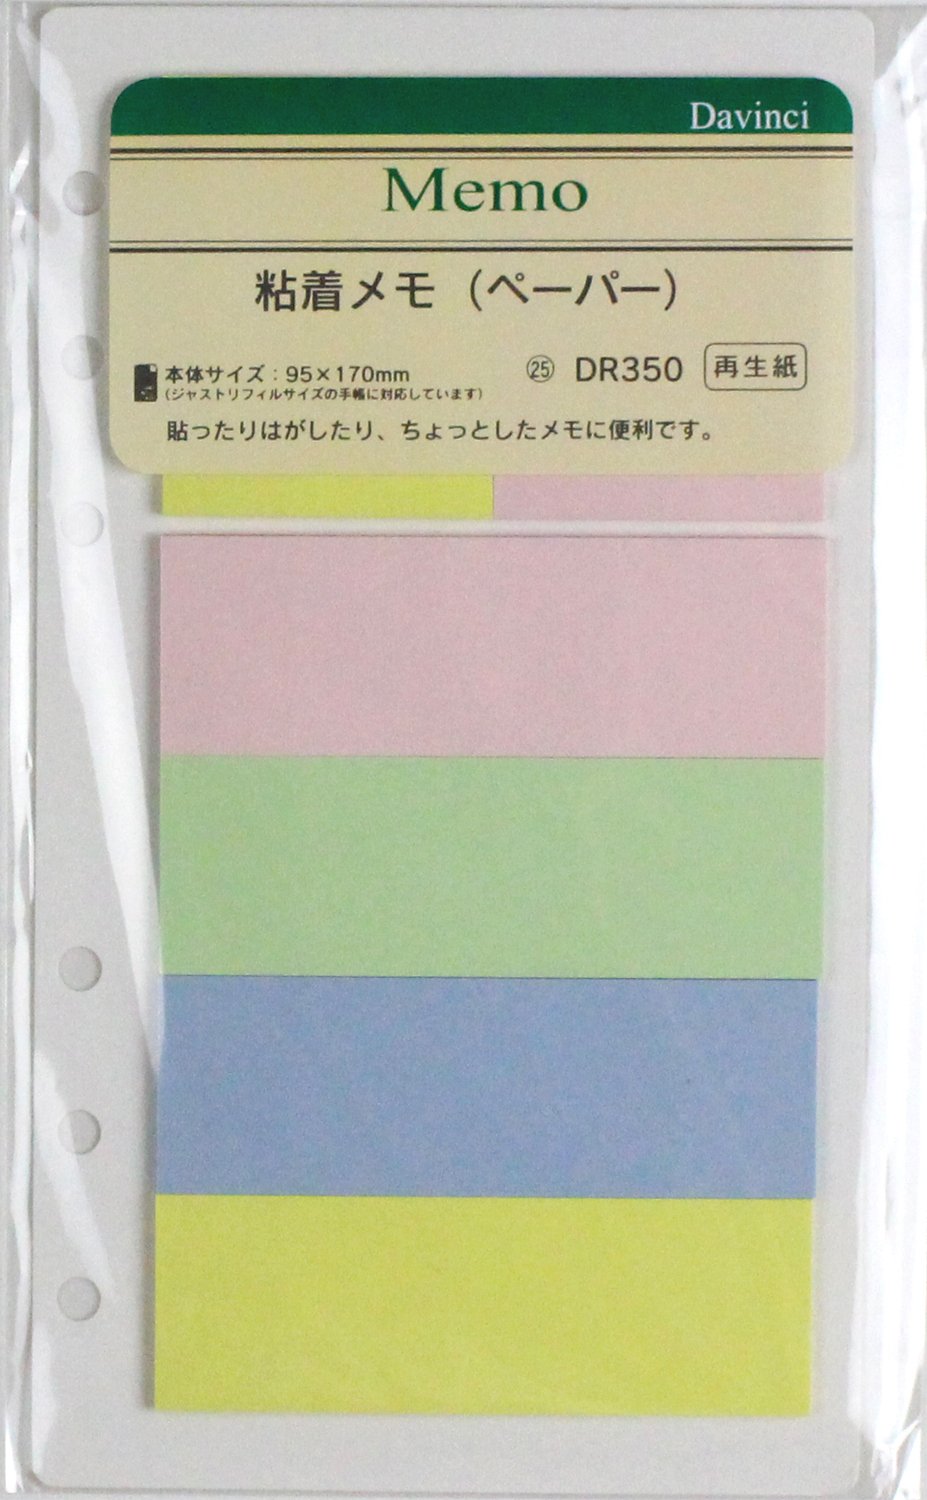 Davinci
Memo
粘着メモ（ペーパー）
本体サイズ：95×170mm
㉕ DR350 再生紙
（ジャストリフィルサイズの手帳に対応しています）
貼ったりはがしたり、ちょっとしたメモに便利です。